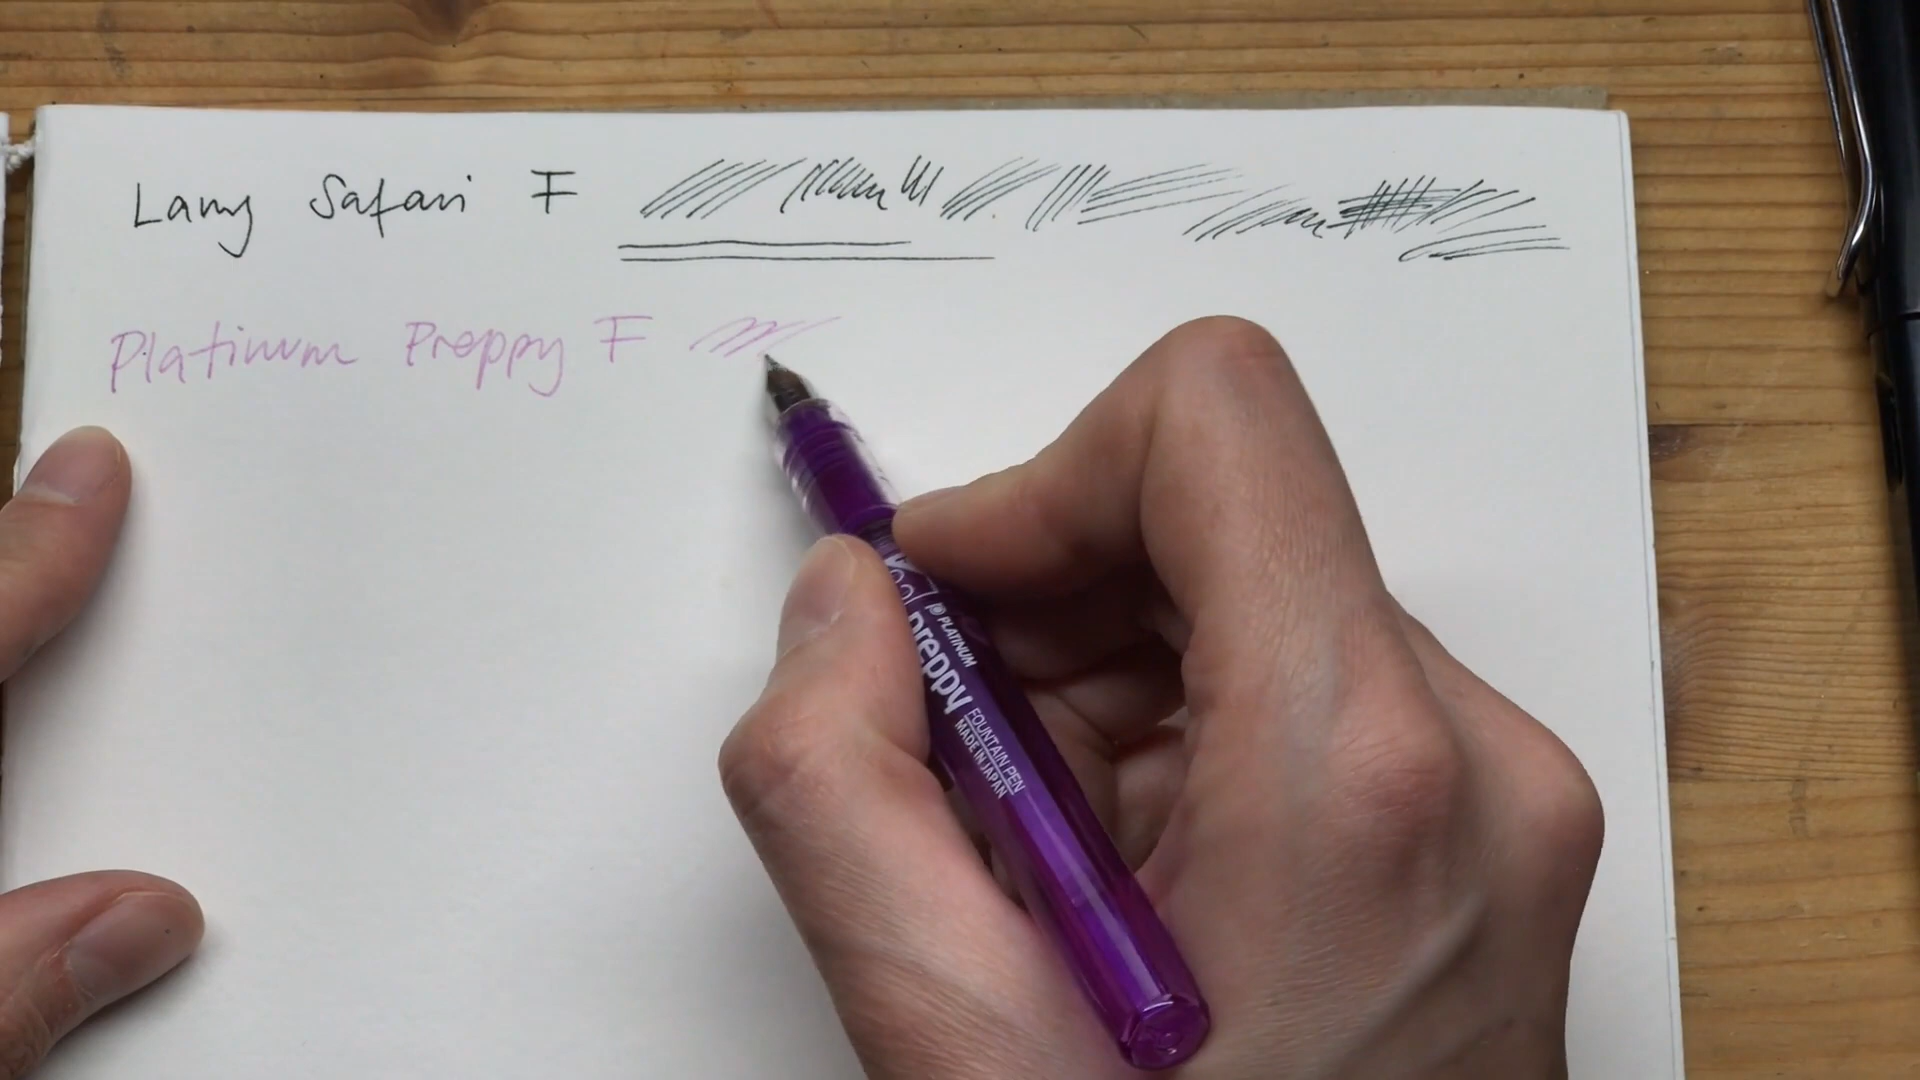 Lamy Safari F
Platinum Preppy F
PLATINUM
preppy
FOUNTAIN PEN
MADE IN JAPAN